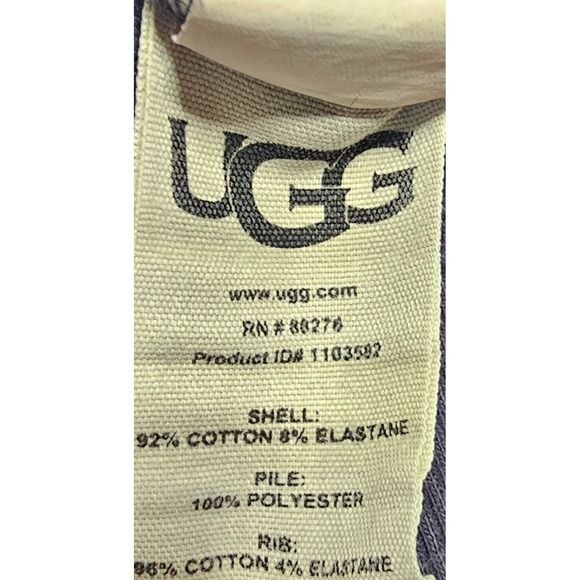 UGG
www.ugg.com
RN # 88276
Product ID# 1103582
SHELL:
92% COTTON 8% ELASTANE
PILE:
100% POLYESTER
RIB:
96% COTTON 4% ELASTANE